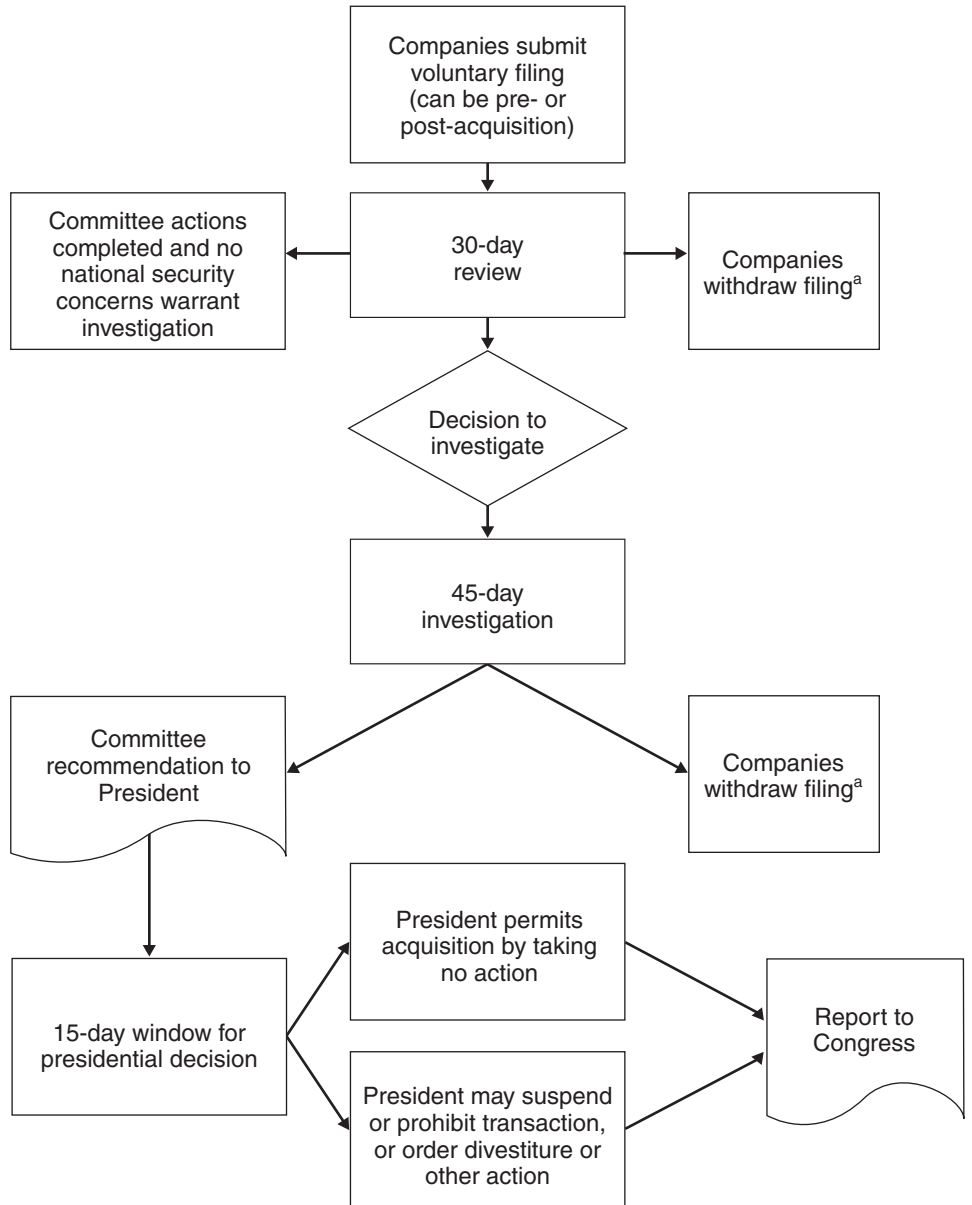 Companies submit
voluntary filing
(can be pre- or
post-acquisition)
Committee actions
completed and no
national security
concerns warrant
investigation
30-day
review
Companies
withdraw filingᵃ
Decision to
investigate
45-day
investigation
Committee
recommendation to
President
Companies
withdraw filingᵃ
President permits
acquisition by taking
no action
15-day window for
presidential decision
Report to
Congress
President may suspend
or prohibit transaction,
or order divestiture or
other action